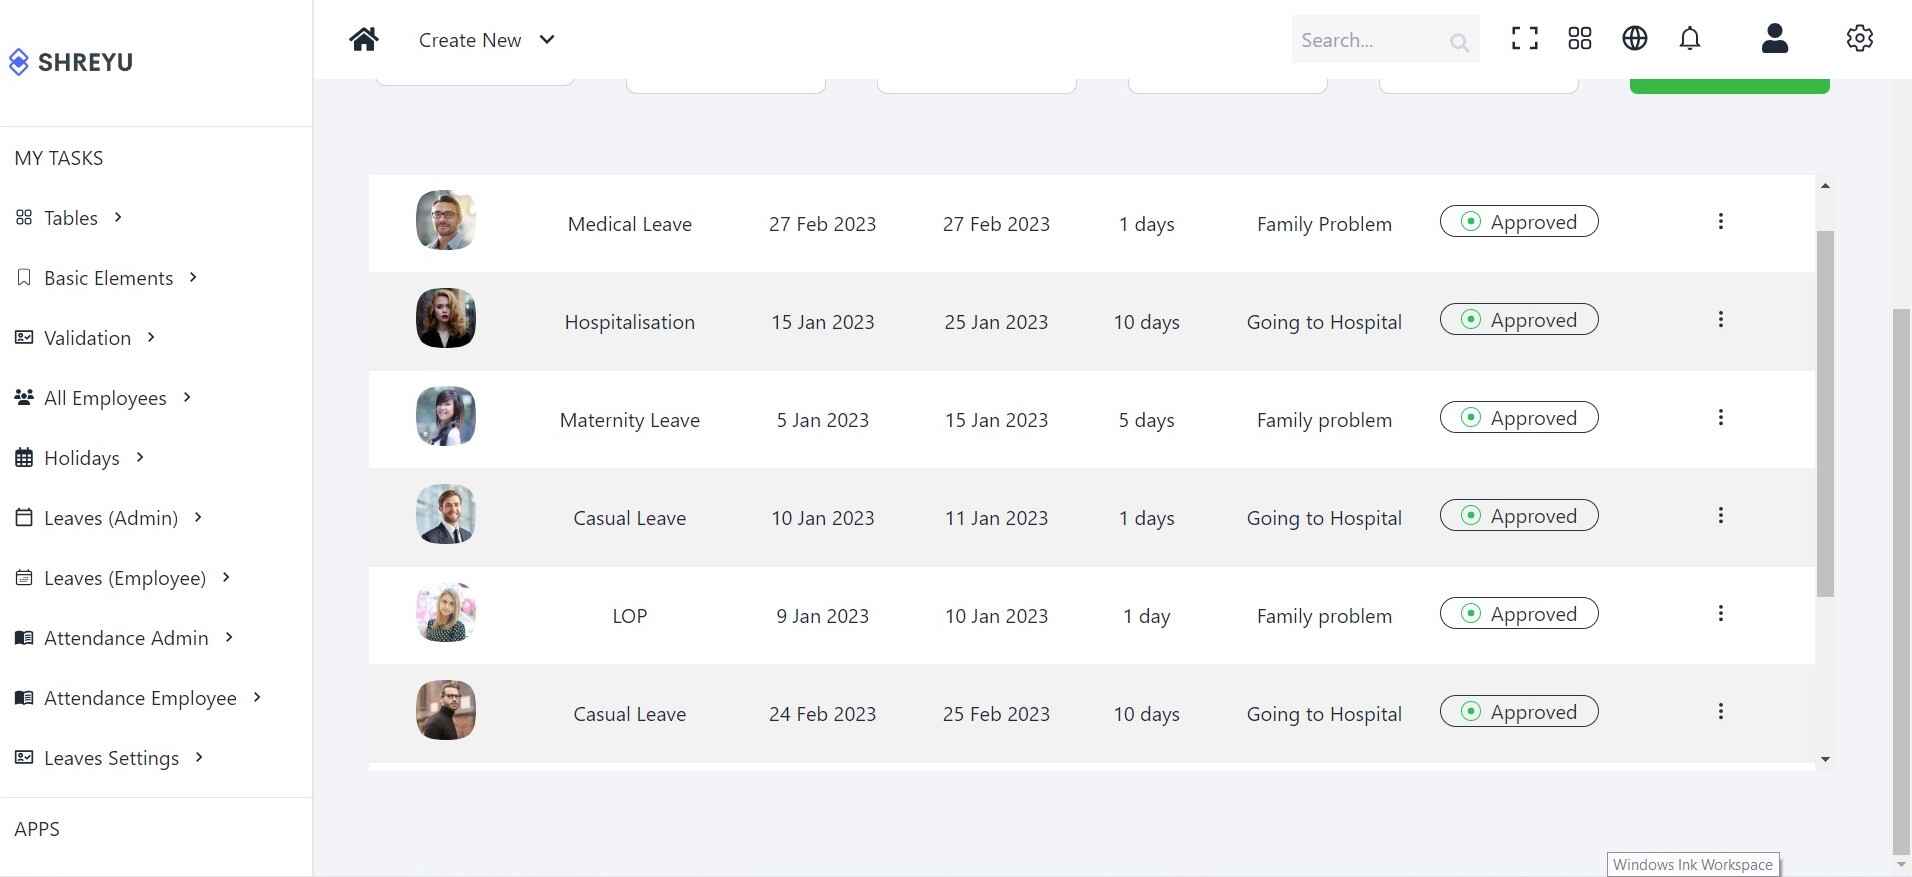 SHREYU
Create New
Search...
MY TASKS
Tables
Basic Elements
Validation
All Employees
Holidays
Leaves (Admin)
Leaves (Employee)
Attendance Admin
Attendance Employee
Leaves Settings
APPS
Medical Leave 27 Feb 2023 27 Feb 2023 1 days Family Problem Approved
Hospitalisation 15 Jan 2023 25 Jan 2023 10 days Going to Hospital Approved
Maternity Leave 5 Jan 2023 15 Jan 2023 5 days Family problem Approved
Casual Leave 10 Jan 2023 11 Jan 2023 1 days Going to Hospital Approved
LOP 9 Jan 2023 10 Jan 2023 1 day Family problem Approved
Casual Leave 24 Feb 2023 25 Feb 2023 10 days Going to Hospital Approved
Windows Ink Workspace